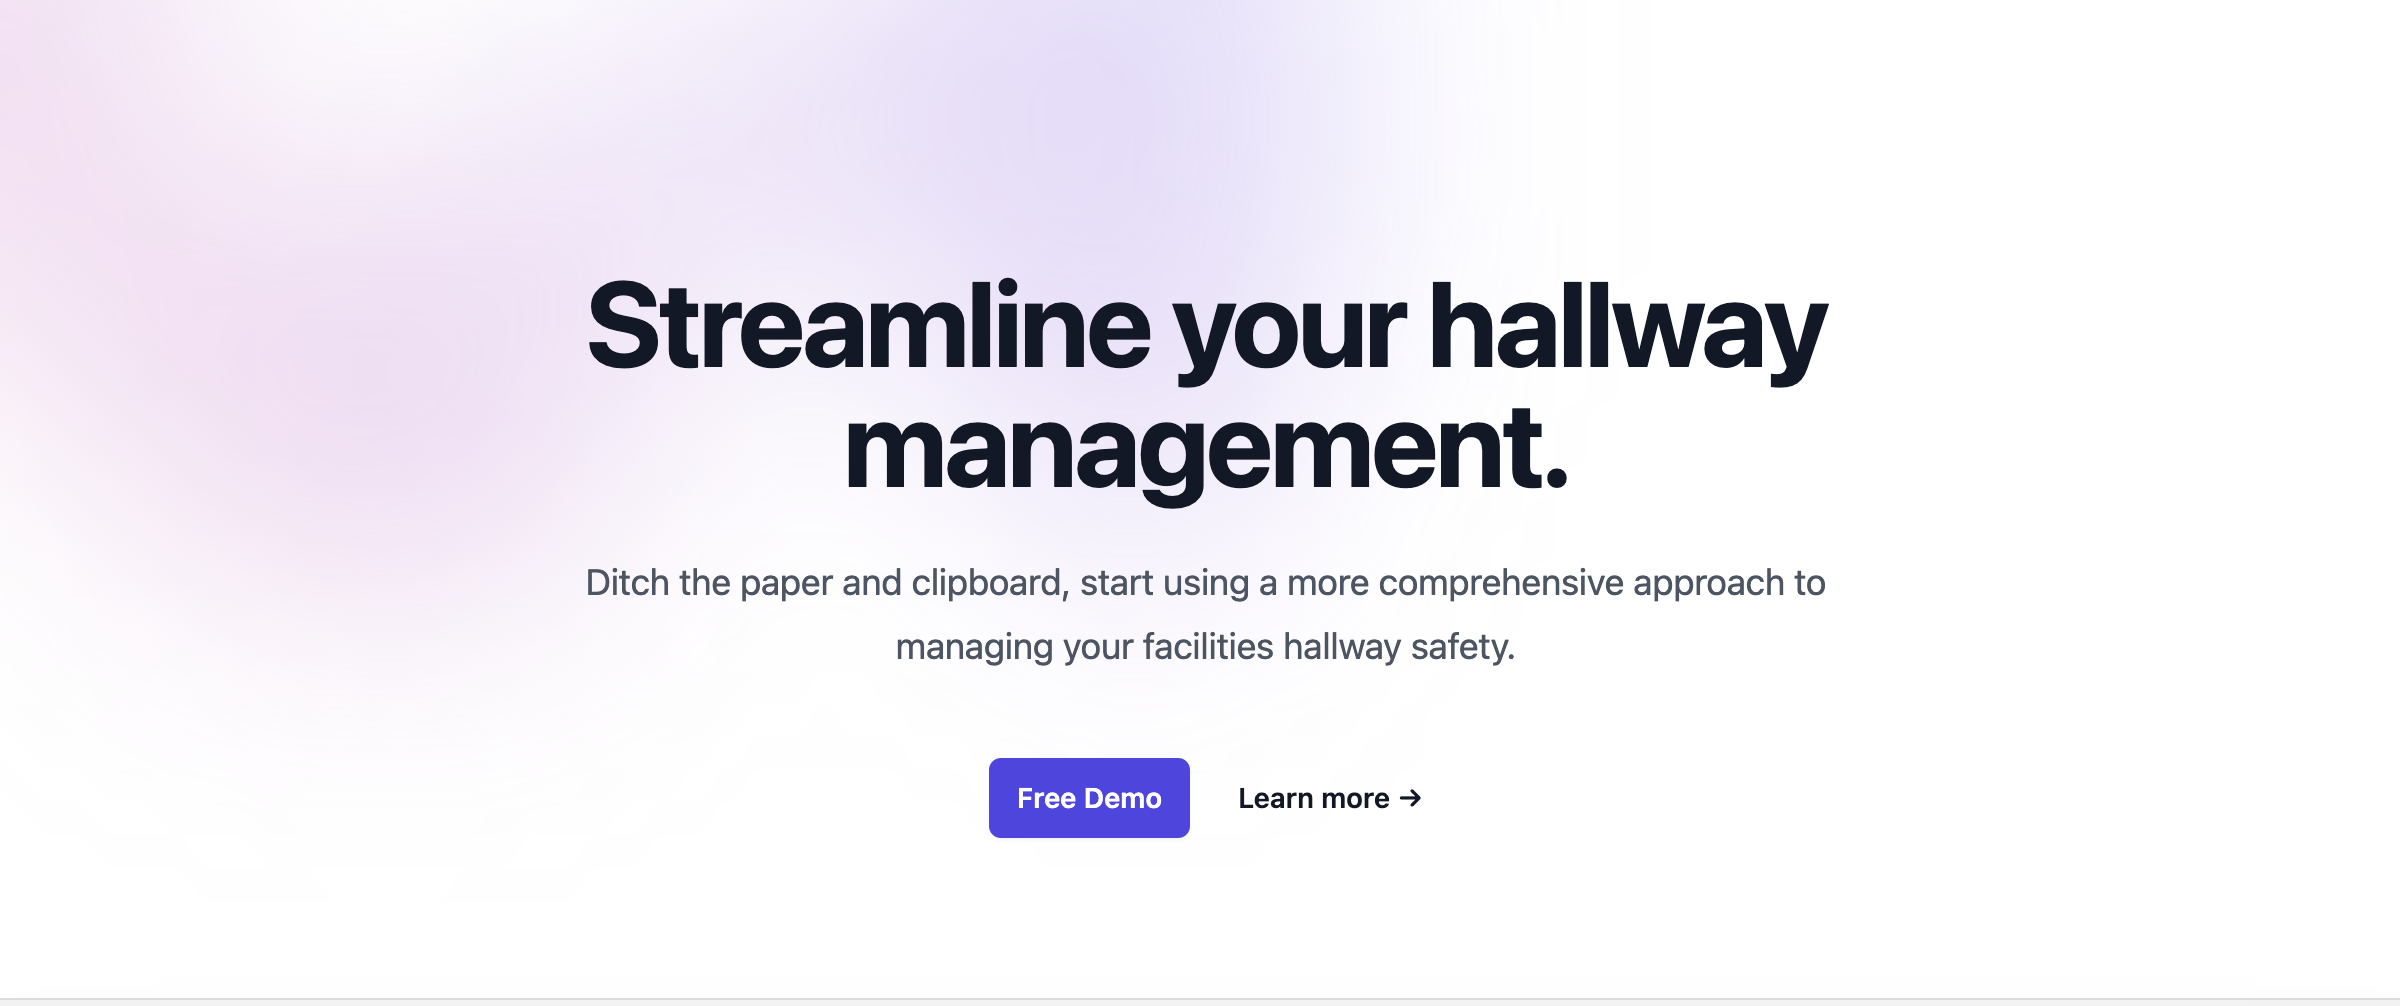 Streamline your hallway
management.
Ditch the paper and clipboard, start using a more comprehensive approach to
managing your facilities hallway safety.
Free Demo
Learn more →